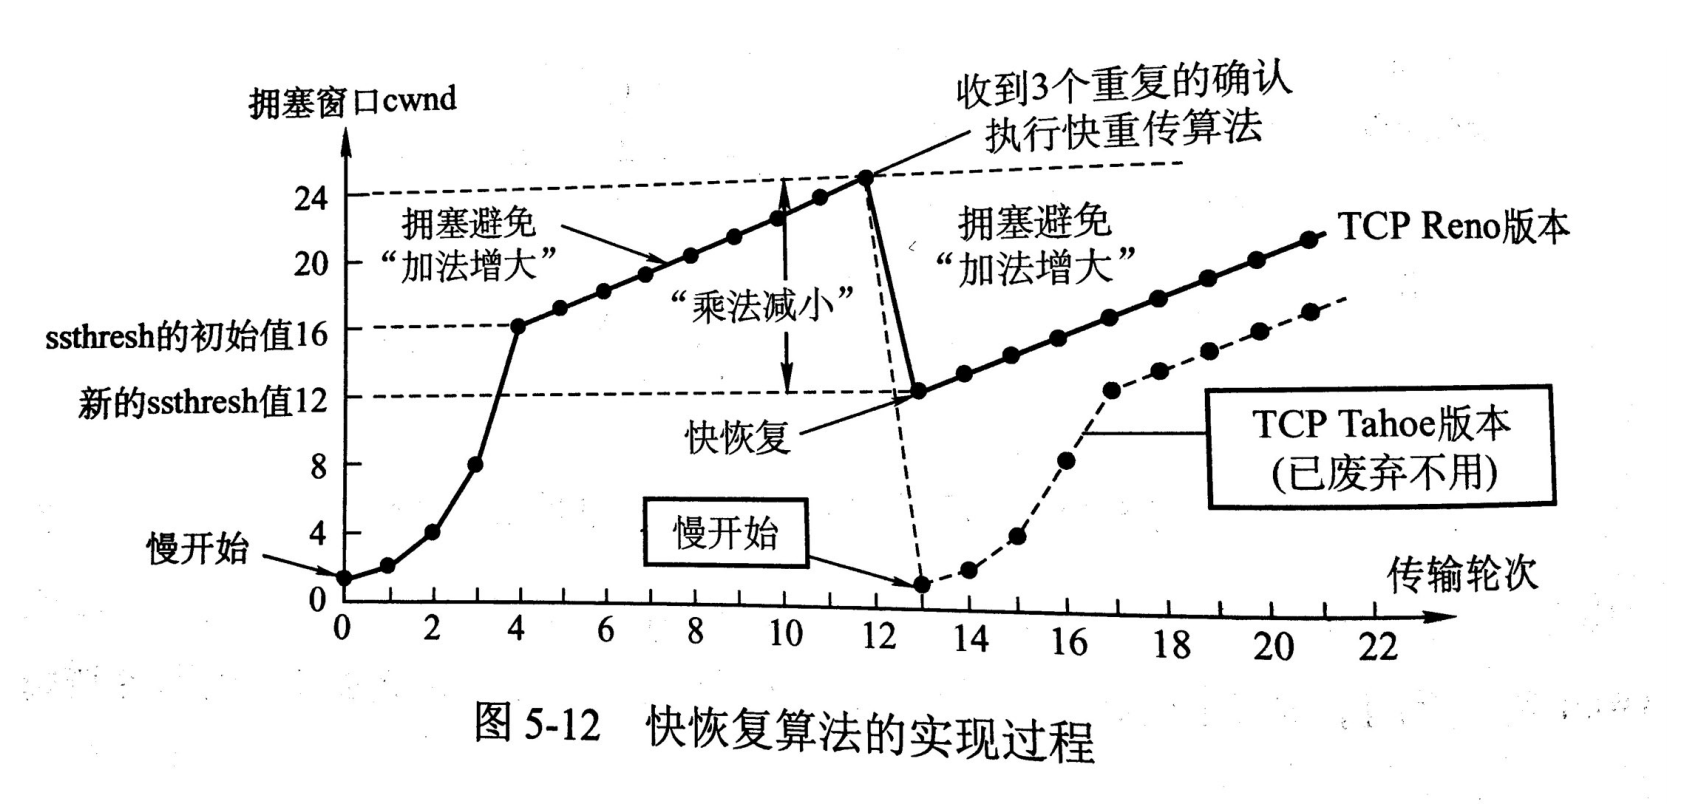 拥塞窗口cwnd
收到3个重复的确认
执行快重传算法
24
拥塞避免
“加法增大”
拥塞避免
“加法增大”
TCP Reno版本
20
“乘法减小”
ssthresh的初始值16
新的ssthresh值12
快恢复
TCP Tahoe版本
(已废弃不用)
8
慢开始
4
慢开始
传输轮次
0
0 2 4 6 8 10 12 14 16 18 20 22
图 5-12 快恢复算法的实现过程